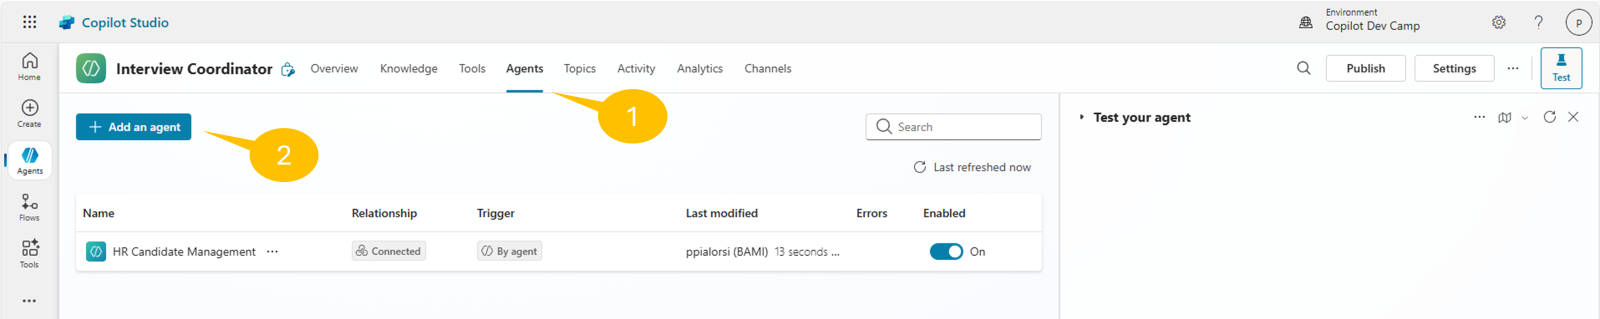 Copilot Studio
Environment
Copilot Dev Camp
?
P
Home
Create
Agents
Flows
Tools
Interview Coordinator
Overview Knowledge Tools Agents Topics Activity Analytics Channels
Publish Settings ... Test
1
+ Add an agent
2
Search
Last refreshed now
Name Relationship Trigger Last modified Errors Enabled
HR Candidate Management ... Connected By agent ppialorsi (BAMI) 13 seconds ... On
Test your agent